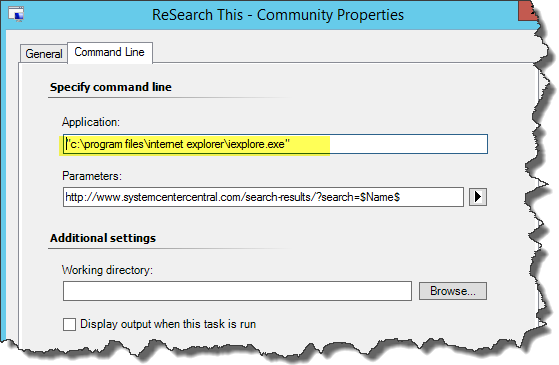 ReSearch This - Community Properties
General
Command Line
Specify command line
Application:
"c:\program files\internet explorer\iexplore.exe"
Parameters:
http://www.systemcentercentral.com/search-results/?search=$Name$
Additional settings
Working directory:
Browse...
Display output when this task is run